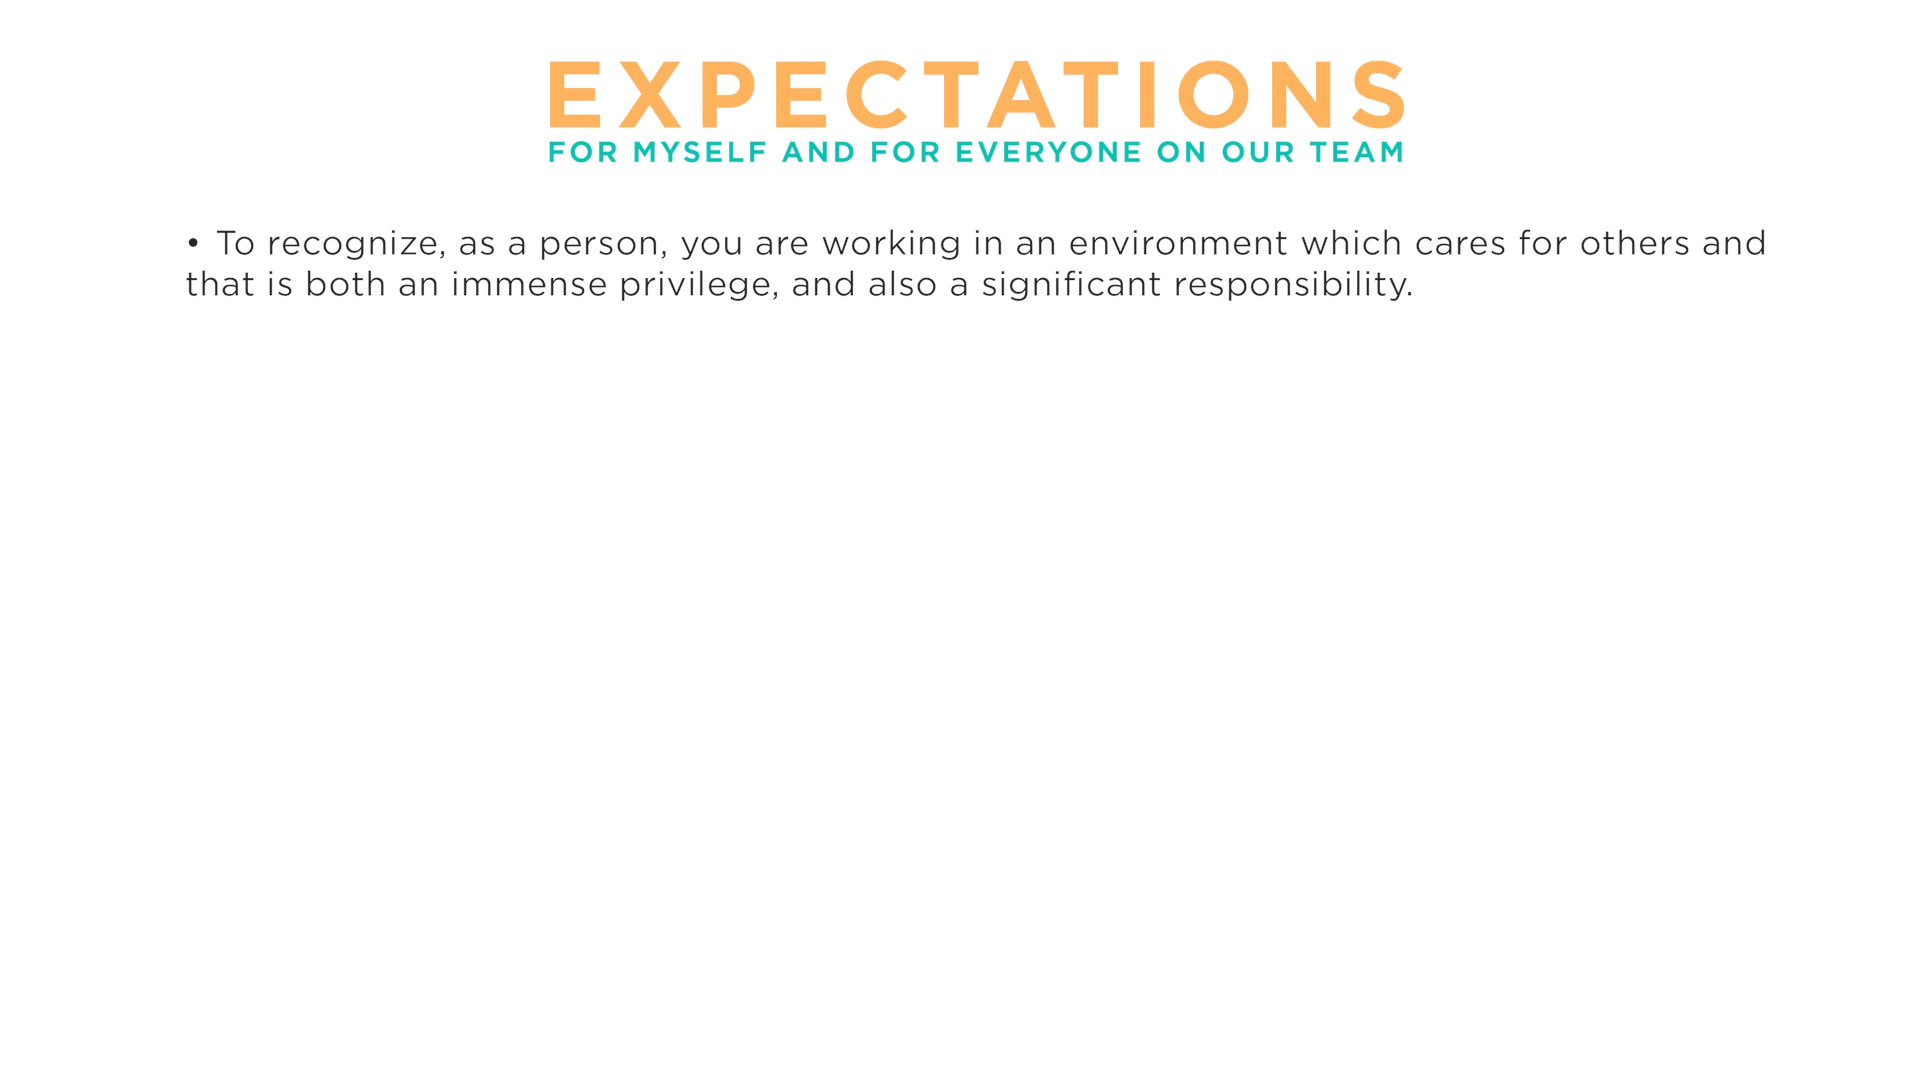 EXPECTATIONS
FOR MYSELF AND FOR EVERYONE ON OUR TEAM
• To recognize, as a person, you are working in an environment which cares for others and
that is both an immense privilege, and also a significant responsibility.